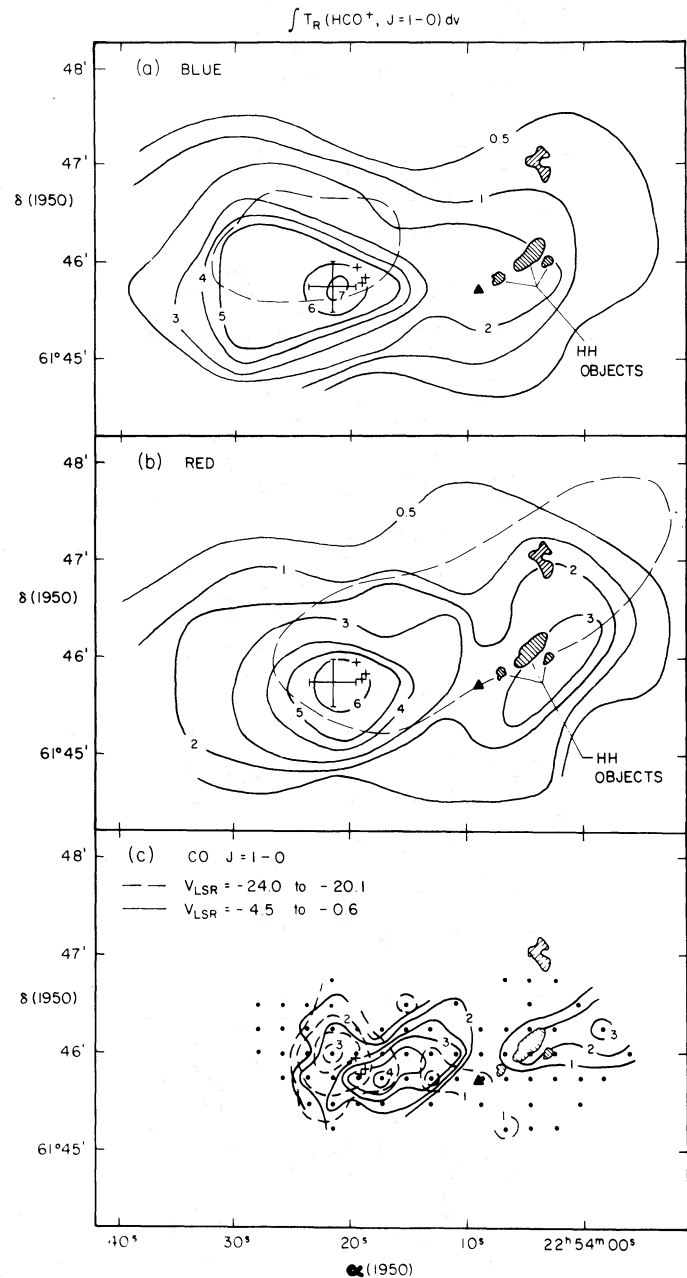 ∫ T_R (HCO⁺, J = 1 - 0) dv
(a) BLUE
48'
47'
δ (1950)
46'
61°45'
0.5
1
2
3
4
5
6
7
HH
OBJECTS
(b) RED
48'
47'
δ (1950)
46'
61°45'
0.5
1
2
3
3
2
4
5
6
HH
OBJECTS
(c) CO J = 1 - 0
V_LSR = -24.0 to -20.1
V_LSR = -4.5 to -0.6
48'
47'
δ (1950)
46'
61°45'
2
3
4
3
2
1
3
3
2
1
1
40ˢ
30ˢ
20ˢ
10ˢ
22ʰ54ᵐ00ˢ
α (1950)